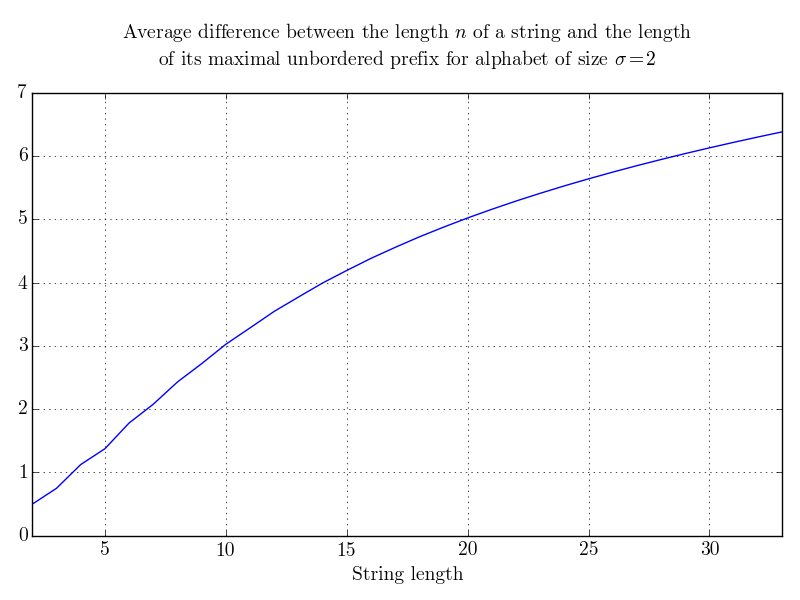 Average difference between the length n of a string and the length
of its maximal unbordered prefix for alphabet of size σ=2
7
6
5
4
3
2
1
0
5 10 15 20 25 30
String length